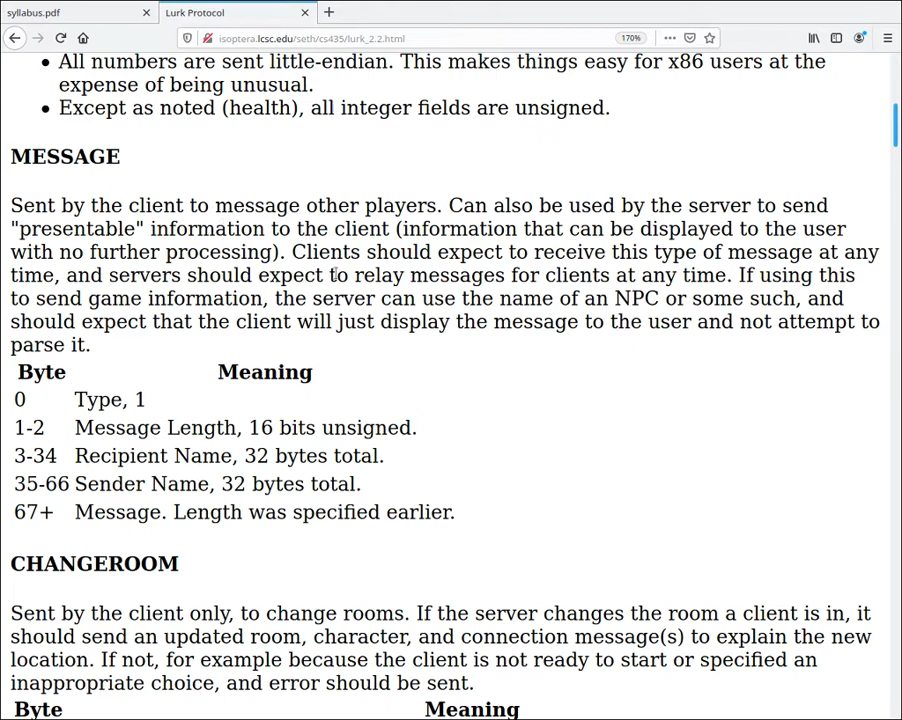 syllabus.pdf
Lurk Protocol
isoptera.lcsc.edu/seth/cs435/lurk_2.2.html
170%
All numbers are sent little-endian. This makes things easy for x86 users at the
expense of being unusual.
Except as noted (health), all integer fields are unsigned.
MESSAGE
Sent by the client to message other players. Can also be used by the server to send
"presentable" information to the client (information that can be displayed to the user
with no further processing). Clients should expect to receive this type of message at any
time, and servers should expect to relay messages for clients at any time. If using this
to send game information, the server can use the name of an NPC or some such, and
should expect that the client will just display the message to the user and not attempt to
parse it.
Byte Meaning
0 Type, 1
1-2 Message Length, 16 bits unsigned.
3-34 Recipient Name, 32 bytes total.
35-66 Sender Name, 32 bytes total.
67+ Message. Length was specified earlier.
CHANGEROOM
Sent by the client only, to change rooms. If the server changes the room a client is in, it
should send an updated room, character, and connection message(s) to explain the new
location. If not, for example because the client is not ready to start or specified an
inappropriate choice, and error should be sent.
Byte Meaning